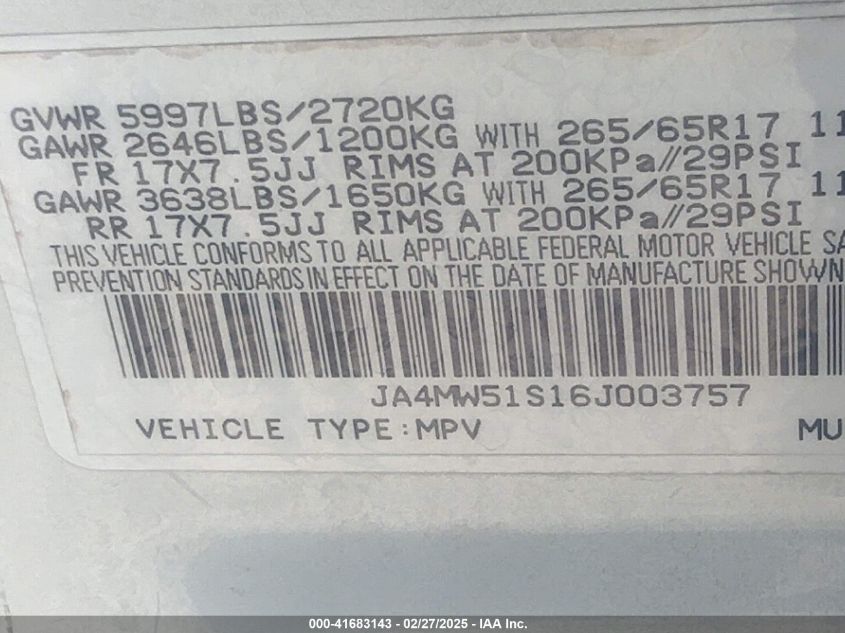 GVWR 5997LBS/2720KG
GAWR 2646LBS/1200KG WITH 265/65R17 11
FR 17X7.5JJ RIMS AT 200KPa//29PSI
GAWR 3638LBS/1650KG WITH 265/65R17 11
RR 17X7.5JJ RIMS AT 200KPa//29PSI
THIS VEHICLE CONFORMS TO ALL APPLICABLE FEDERAL MOTOR VEHICLE SA
PREVENTION STANDARDS IN EFFECT ON THE DATE OF MANUFACTURE SHOWN
JA4MW51S16J003757
VEHICLE TYPE:MPV MU
000-41683143 - 02/27/2025 - IAA Inc.